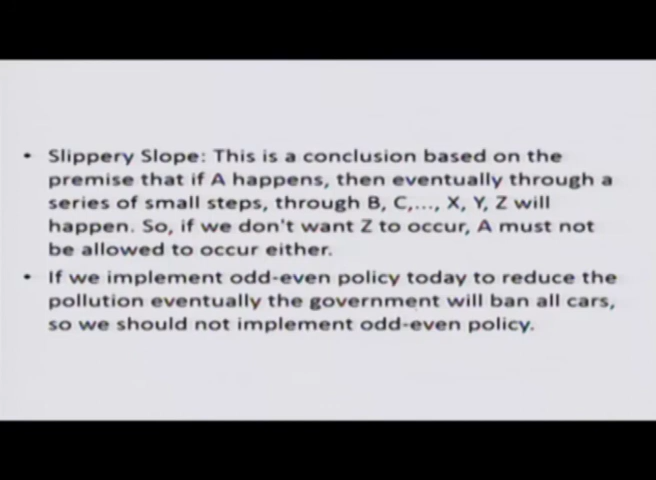 • Slippery Slope: This is a conclusion based on the
premise that if A happens, then eventually through a
series of small steps, through B, C,..., X, Y, Z will
happen. So, if we don't want Z to occur, A must not
be allowed to occur either.
• If we implement odd-even policy today to reduce the
pollution eventually the government will ban all cars,
so we should not implement odd-even policy.